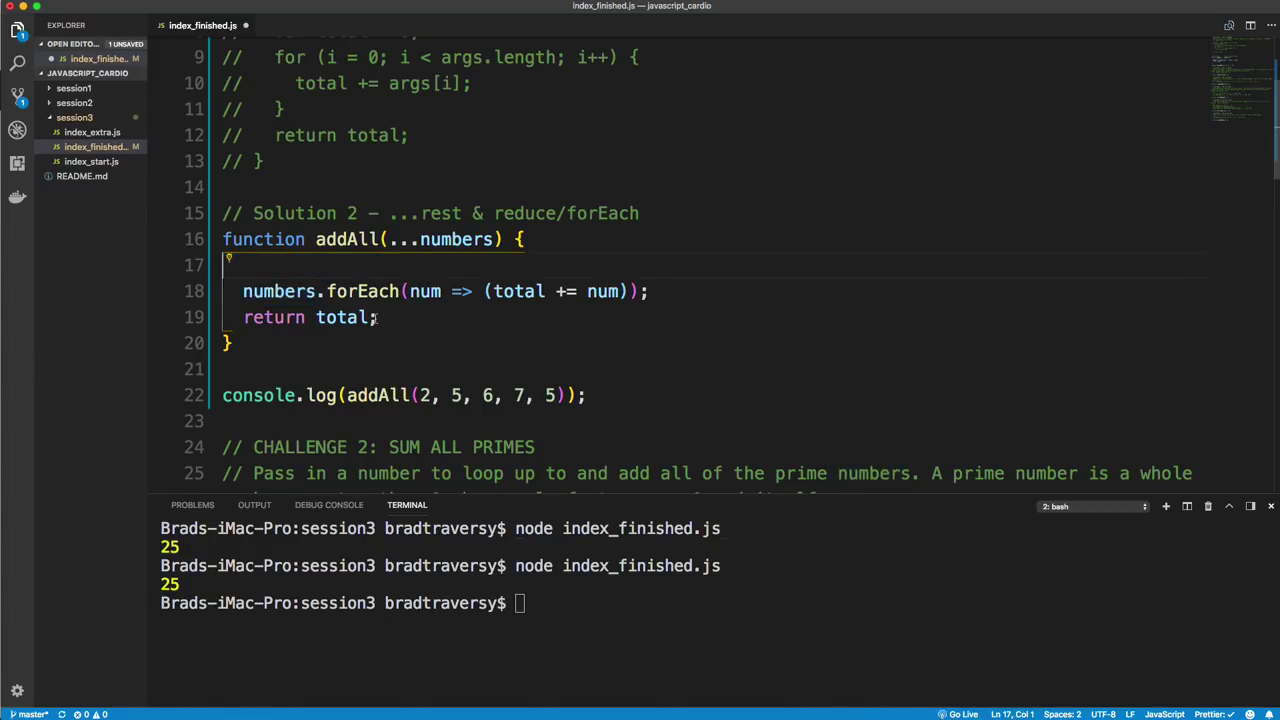 index_finished.js — javascript_cardio
EXPLORER
index_finished.js
OPEN EDITO... 1 UNSAVED
index_finishe... M
JAVASCRIPT_CARDIO
session1
session2
session3
index_extra.js
index_finished... M
index_start.js
README.md
9 // for (i = 0; i < args.length; i++) {
10 // total += args[i];
11 // }
12 // return total;
13 // }
14
15 // Solution 2 - ...rest & reduce/forEach
16 function addAll(...numbers) {
17
18 numbers.forEach(num => (total += num));
19 return total;
20 }
21
22 console.log(addAll(2, 5, 6, 7, 5));
23
24 // CHALLENGE 2: SUM ALL PRIMES
25 // Pass in a number to loop up to and add all of the prime numbers. A prime number is a whole
PROBLEMS OUTPUT DEBUG CONSOLE TERMINAL 2: bash
Brads-iMac-Pro:session3 bradtraversy$ node index_finished.js
25
Brads-iMac-Pro:session3 bradtraversy$ node index_finished.js
25
Brads-iMac-Pro:session3 bradtraversy$
master* 0 0 Go Live Ln 17, Col 1 Spaces: 2 UTF-8 LF JavaScript Prettier: ✓